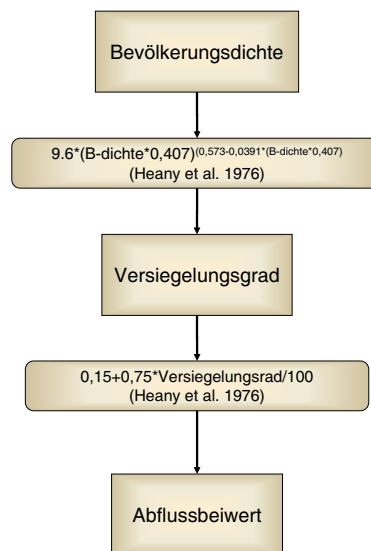 Bevölkerungsdichte
9.6*(B-dichte*0,407)(0,573-0,0391*(B-dichte*0,407)
(Heany et al. 1976)
Versiegelungsgrad
0,15+0,75*Versiegelungsrad/100
(Heany et al. 1976)
Abflussbeiwert